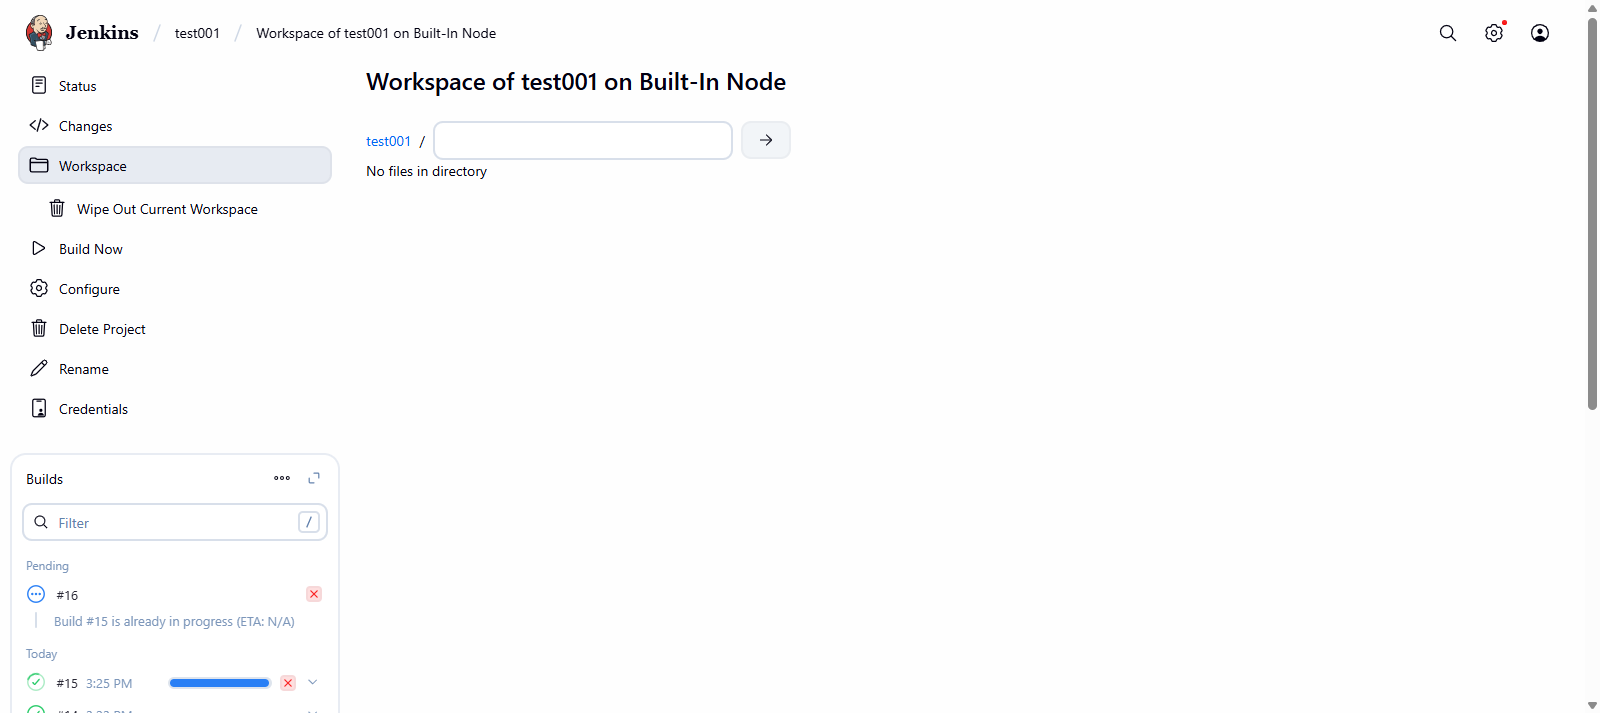 Jenkins / test001 / Workspace of test001 on Built-In Node
Status
Changes
Workspace
Wipe Out Current Workspace
Build Now
Configure
Delete Project
Rename
Credentials
Workspace of test001 on Built-In Node
test001 /
No files in directory
Builds
Filter /
Pending
#16
Build #15 is already in progress (ETA: N/A)
Today
#15 3:25 PM